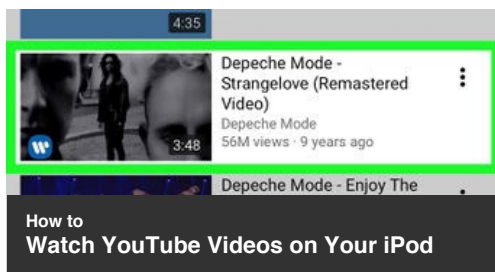 4:35
Depeche Mode -
Strangelove (Remastered
Video)
Depeche Mode
56M views · 9 years ago
3:48
Depeche Mode - Enjoy The
How to
Watch YouTube Videos on Your iPod